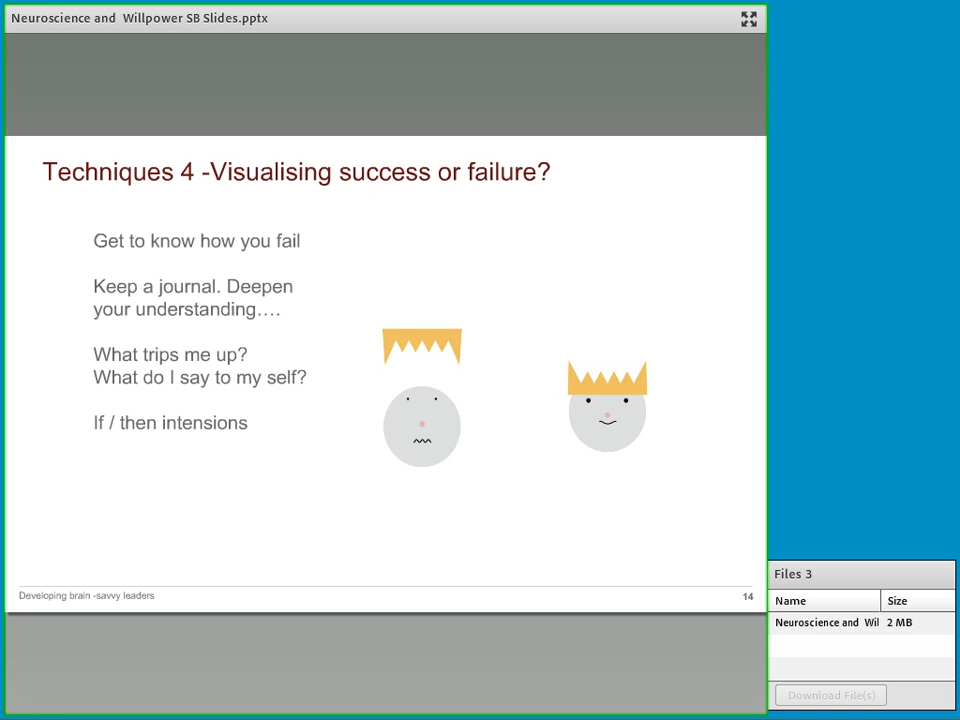 Neuroscience and  Willpower SB Slides.pptx
Techniques 4 -Visualising success or failure?
Get to know how you fail
Keep a journal. Deepen
your understanding….
What trips me up?
What do I say to my self?
If / then intensions
Developing brain -savvy leaders
14
Files 3
Name Size
Neuroscience and  Wil 2 MB
Download File(s)